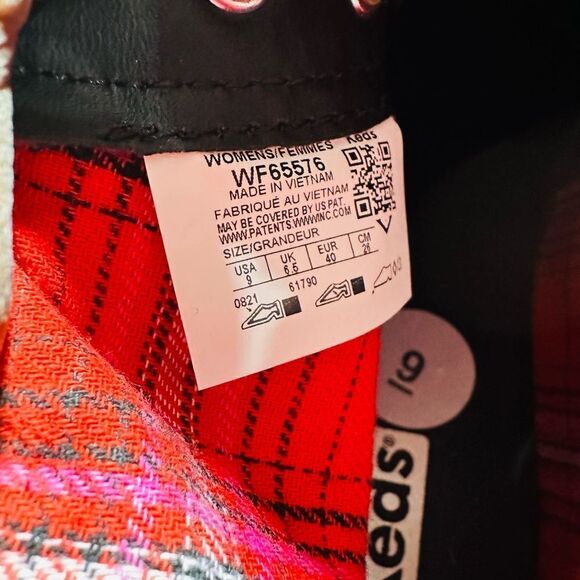 WOMENS/FEMMES Keds
WF65576
MADE IN VIETNAM
FABRIQUÉ AU VIETNAM
MAY BE COVERED BY US PAT.
WWW.PATENTS.WWWINC.COM
SIZE/GRANDEUR
USA UK EUR CM
9 6.5 40 26
0821 61790
9
Keds®